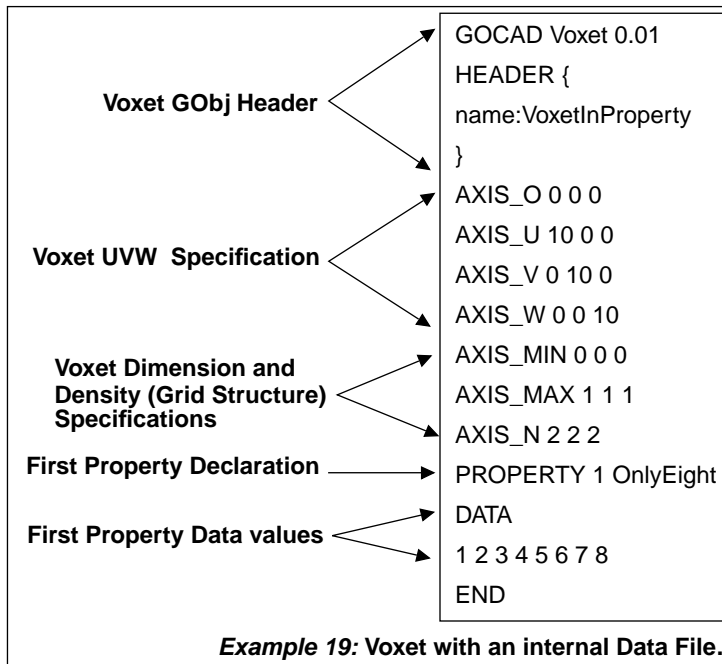 GOCAD Voxet 0.01
HEADER {
Voxet GObj Header
name:VoxetInProperty
}
AXIS_O 0 0 0
AXIS_U 10 0 0
Voxet UVW Specification
AXIS_V 0 10 0
AXIS_W 0 0 10
AXIS_MIN 0 0 0
Voxet Dimension and
Density (Grid Structure)
Specifications
AXIS_MAX 1 1 1
AXIS_N 2 2 2
First Property Declaration
PROPERTY 1 OnlyEight
DATA
First Property Data values
1 2 3 4 5 6 7 8
END
Example 19: Voxet with an internal Data File.